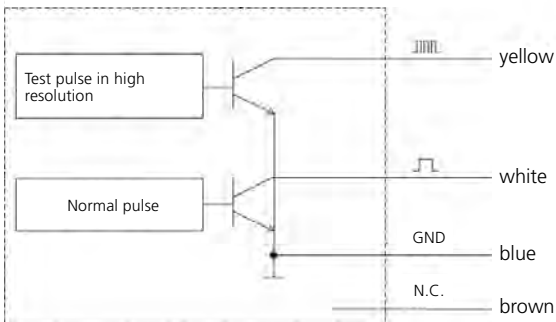 Test pulse in high
resolution
yellow
Normal pulse
white
GND
blue
N.C.
brown